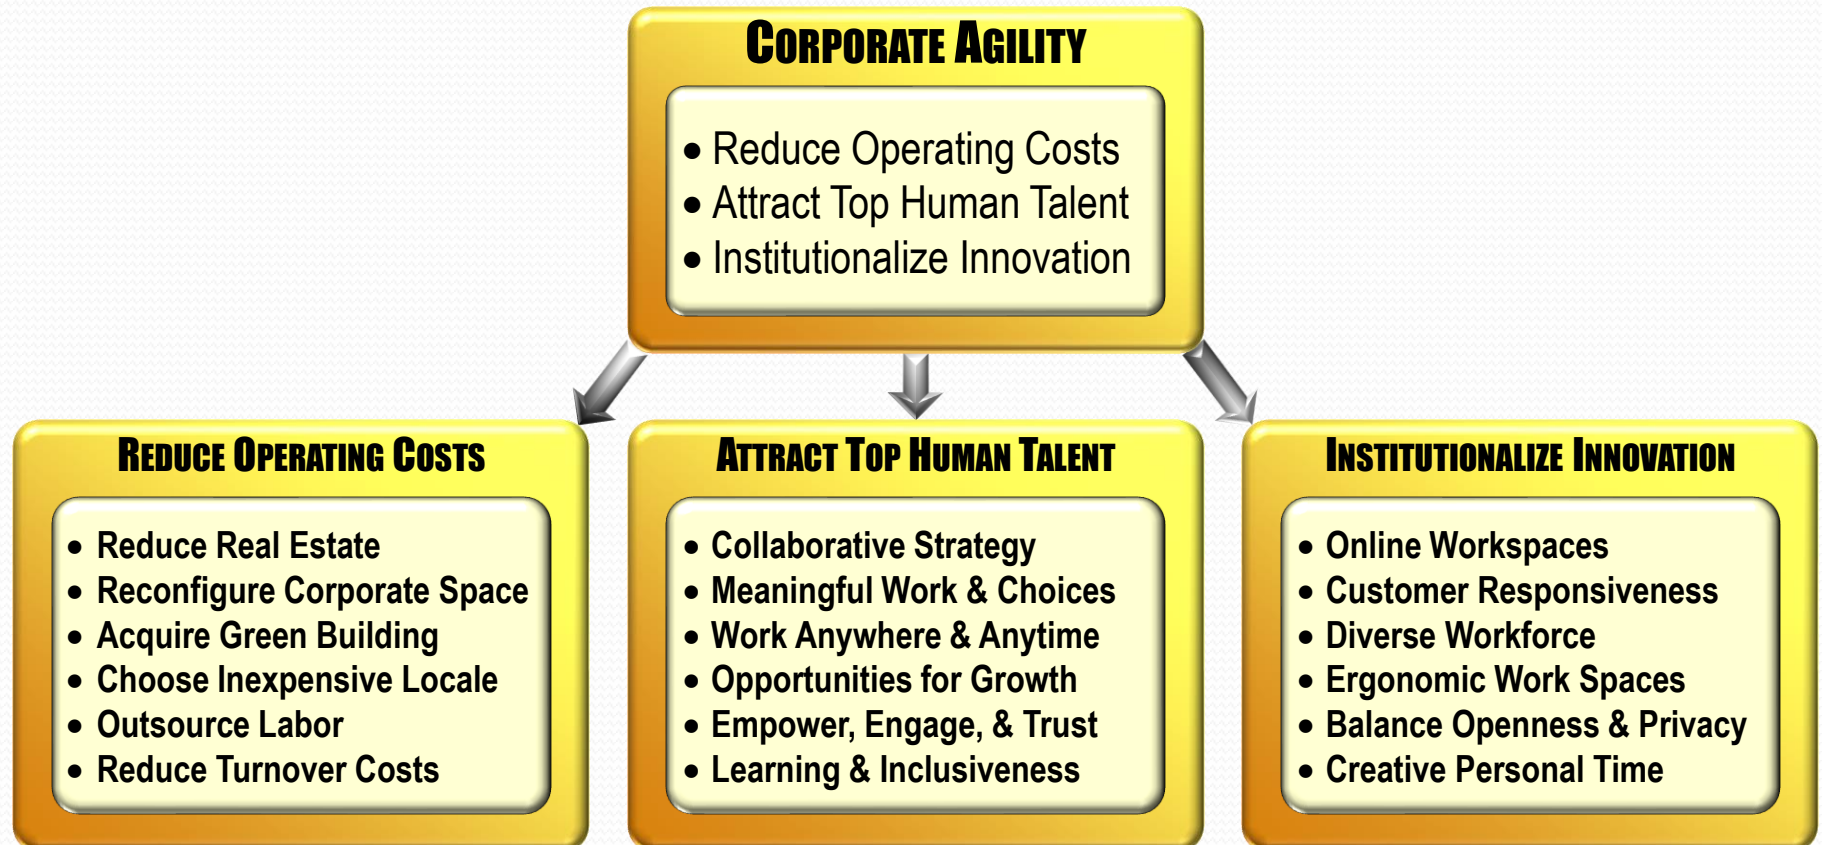 CORPORATE AGILITY
• Reduce Operating Costs
• Attract Top Human Talent
• Institutionalize Innovation
REDUCE OPERATING COSTS
• Reduce Real Estate
• Reconfigure Corporate Space
• Acquire Green Building
• Choose Inexpensive Locale
• Outsource Labor
• Reduce Turnover Costs
ATTRACT TOP HUMAN TALENT
• Collaborative Strategy
• Meaningful Work & Choices
• Work Anywhere & Anytime
• Opportunities for Growth
• Empower, Engage, & Trust
• Learning & Inclusiveness
INSTITUTIONALIZE INNOVATION
• Online Workspaces
• Customer Responsiveness
• Diverse Workforce
• Ergonomic Work Spaces
• Balance Openness & Privacy
• Creative Personal Time